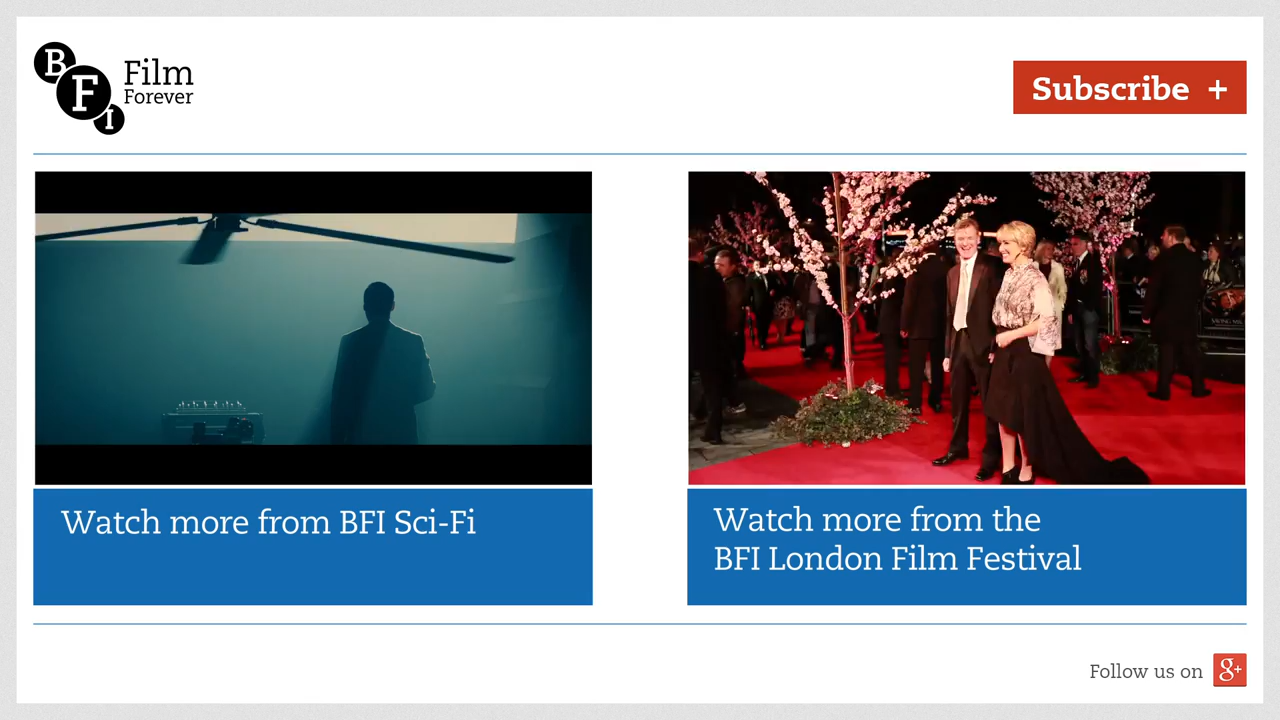 B
F
I
Film
Forever
Subscribe +
Watch more from BFI Sci-Fi
Watch more from the
BFI London Film Festival
Follow us on g+